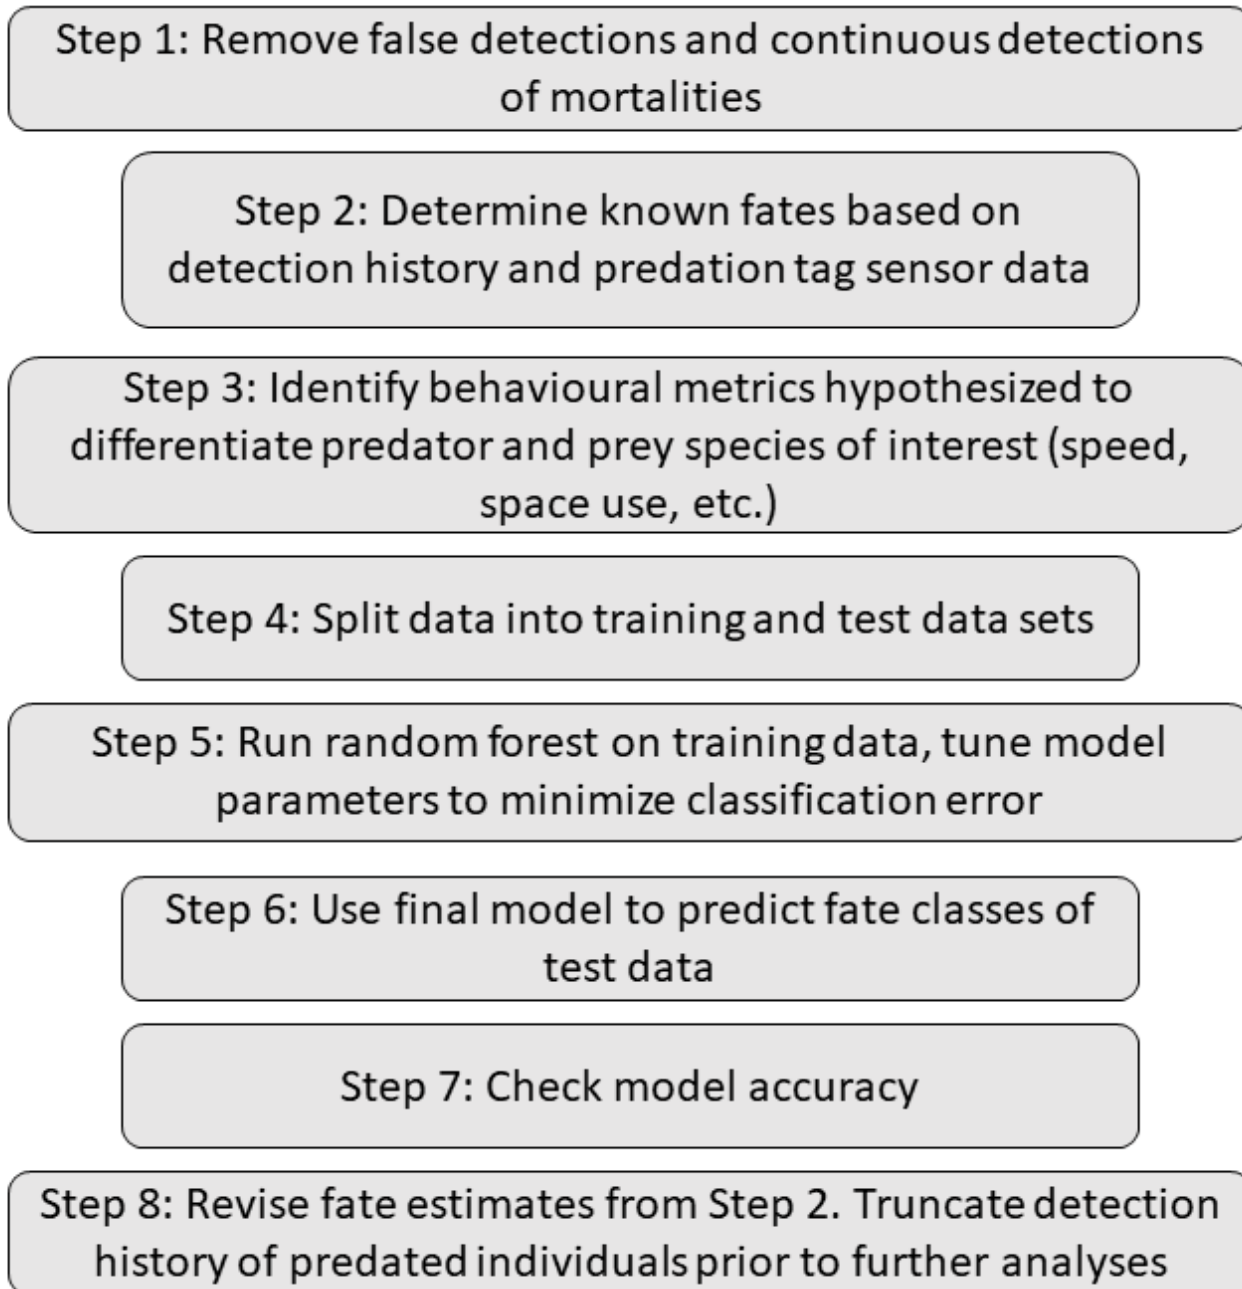 Step 1: Remove false detections and continuous detections
of mortalities
Step 2: Determine known fates based on
detection history and predation tag sensor data
Step 3: Identify behavioural metrics hypothesized to
differentiate predator and prey species of interest (speed,
space use, etc.)
Step 4: Split data into training and test data sets
Step 5: Run random forest on training data, tune model
parameters to minimize classification error
Step 6: Use final model to predict fate classes of
test data
Step 7: Check model accuracy
Step 8: Revise fate estimates from Step 2. Truncate detection
history of predated individuals prior to further analyses